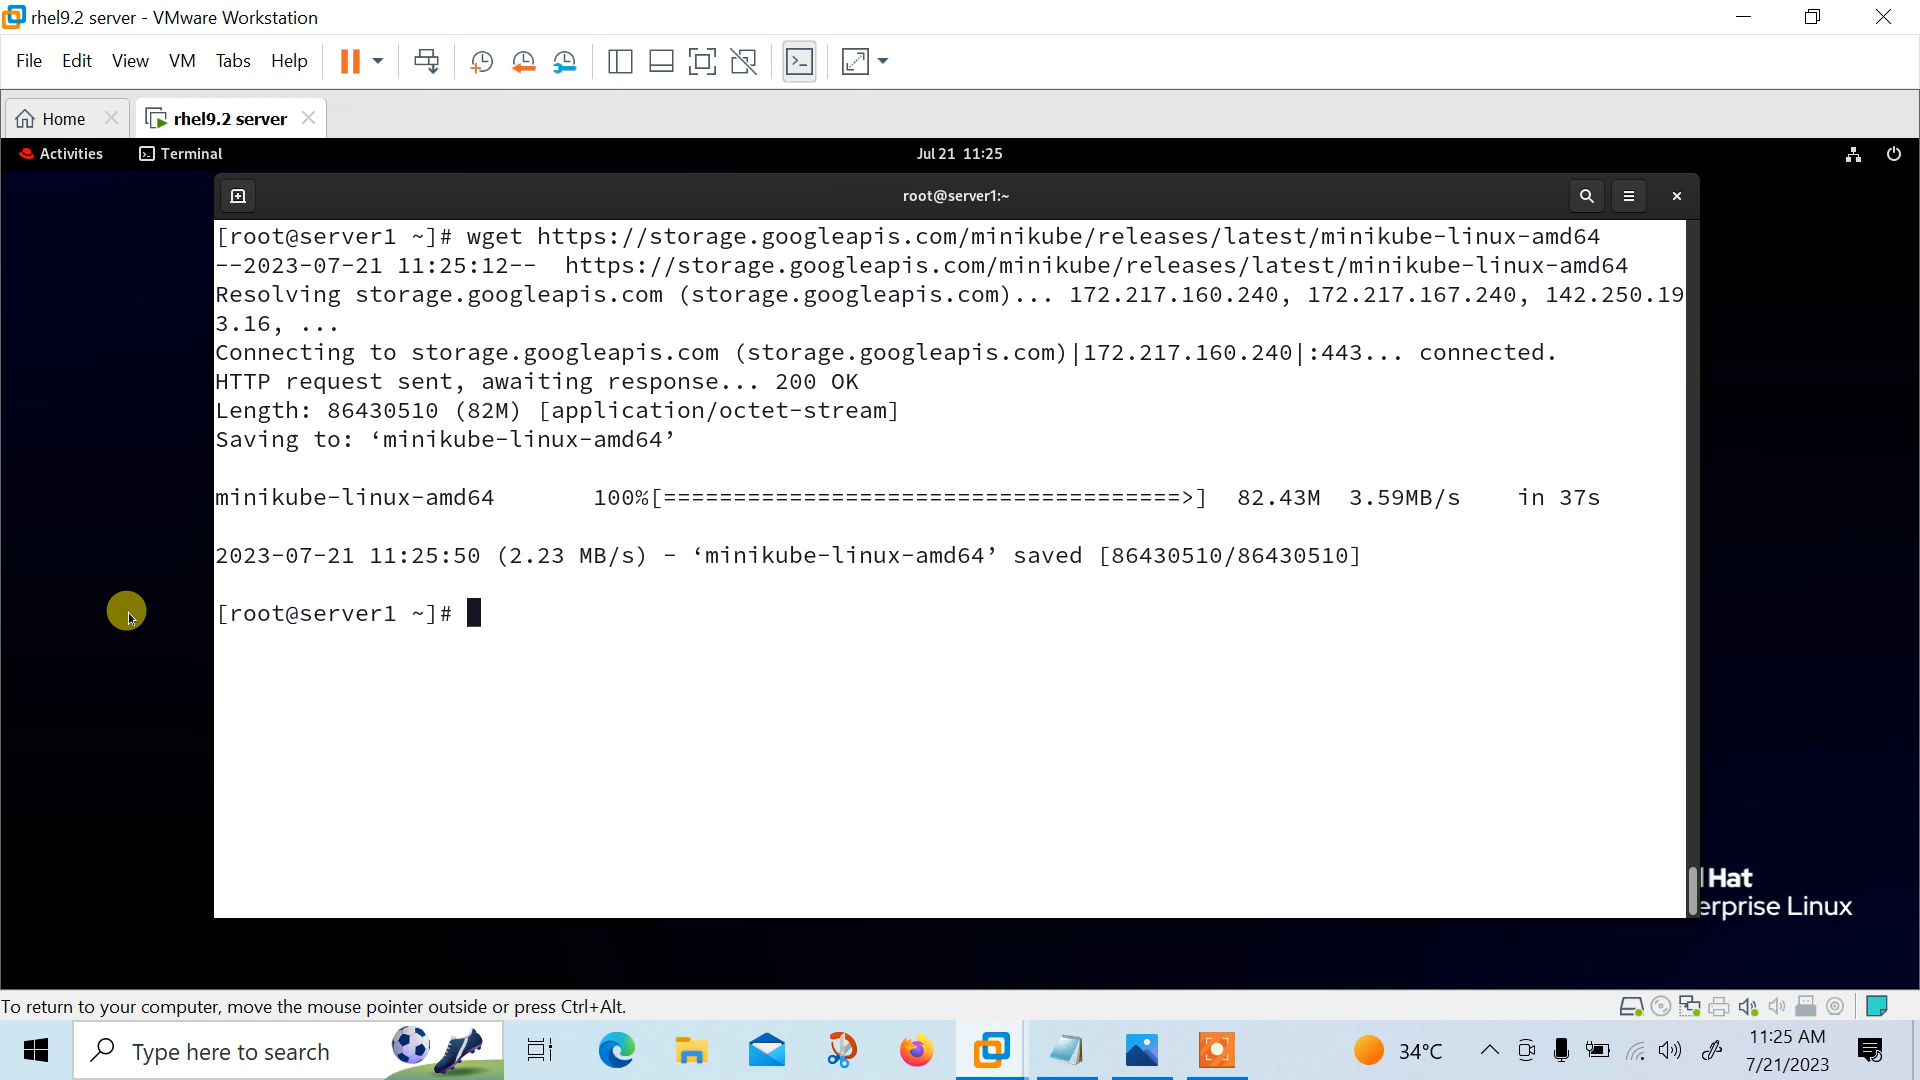 rhel9.2 server - VMware Workstation
File Edit View VM Tabs Help
Home
rhel9.2 server
Activities Terminal Jul 21 11:25
root@server1:~
[root@server1 ~]# wget https://storage.googleapis.com/minikube/releases/latest/minikube-linux-amd64
--2023-07-21 11:25:12-- https://storage.googleapis.com/minikube/releases/latest/minikube-linux-amd64
Resolving storage.googleapis.com (storage.googleapis.com)... 172.217.160.240, 172.217.167.240, 142.250.19
3.16, ...
Connecting to storage.googleapis.com (storage.googleapis.com)|172.217.160.240|:443... connected.
HTTP request sent, awaiting response... 200 OK
Length: 86430510 (82M) [application/octet-stream]
Saving to: ‘minikube-linux-amd64’
minikube-linux-amd64 100%[=====================================>] 82.43M 3.59MB/s in 37s
2023-07-21 11:25:50 (2.23 MB/s) - ‘minikube-linux-amd64’ saved [86430510/86430510]
[root@server1 ~]#
Hat
erprise Linux
To return to your computer, move the mouse pointer outside or press Ctrl+Alt.
Type here to search
34°C
11:25 AM
7/21/2023